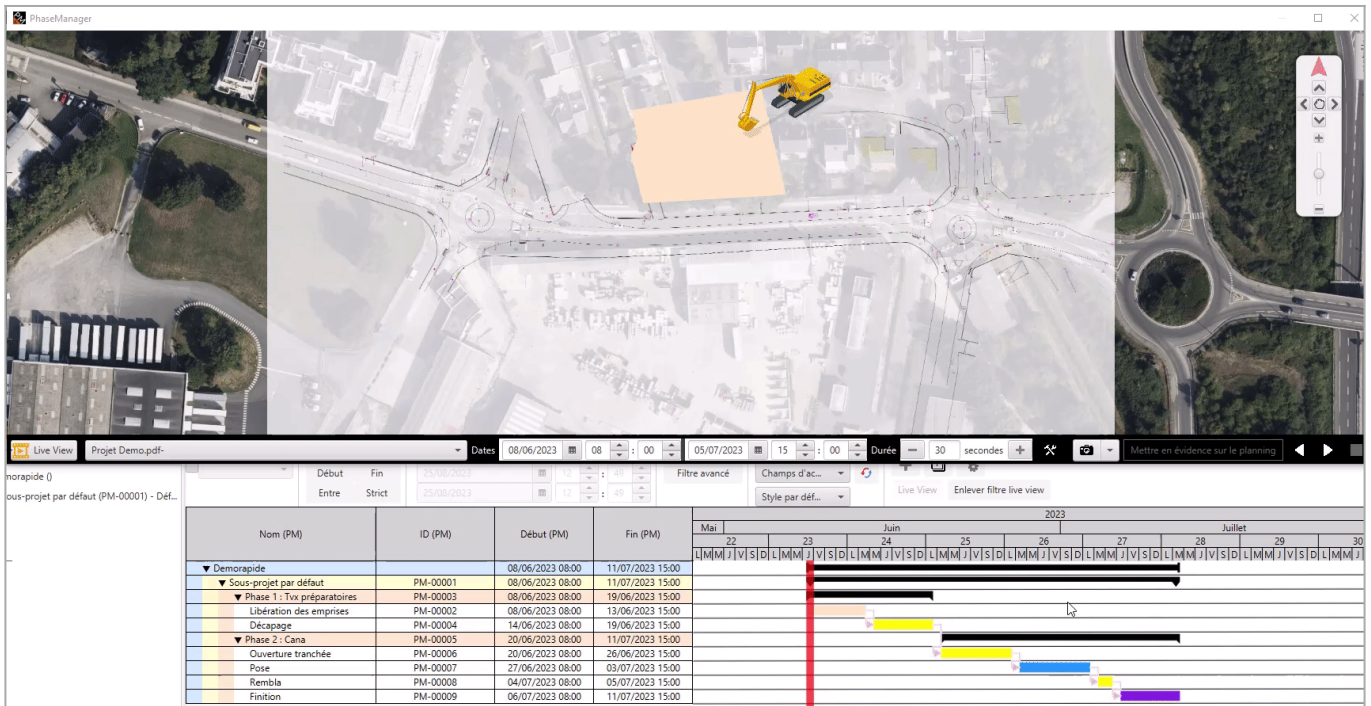 PhaseManager
Live View Projet Demo.pdf- Dates 08/06/2023 08 : 00 05/07/2023 15 : 00 Durée 30 secondes Mettre en évidence sur le planning
norapide ()
ous-projet par défaut (PM-00001) - Déf...
Début Fin 25/08/2023 12 : 49 Filtre avancé Champs d'ac...
Entre Strict 25/08/2023 12 : 49 Style par déf... Live View Enlever filtre live view
Nom (PM) ID (PM) Début (PM) Fin (PM) 2023
Mai Juin Juillet
22 23 24 25 26 27 28 29 30
L M M J V S D L M M J V S D L M M J V S D L M M J V S D L M M J V S D L M M J V S D L M M J V S D L M M J V S D L M M
Demorapide 08/06/2023 08:00 11/07/2023 15:00
Sous-projet par défaut PM-00001 08/06/2023 08:00 11/07/2023 15:00
Phase 1 : Tvx préparatoires PM-00003 08/06/2023 08:00 19/06/2023 15:00
Libération des emprises PM-00002 08/06/2023 08:00 13/06/2023 15:00
Décapage PM-00004 14/06/2023 08:00 19/06/2023 15:00
Phase 2 : Cana PM-00005 20/06/2023 08:00 11/07/2023 15:00
Ouverture tranchée PM-00006 20/06/2023 08:00 26/06/2023 15:00
Pose PM-00007 27/06/2023 08:00 03/07/2023 15:00
Rembla PM-00008 04/07/2023 08:00 05/07/2023 15:00
Finition PM-00009 06/07/2023 08:00 11/07/2023 15:00